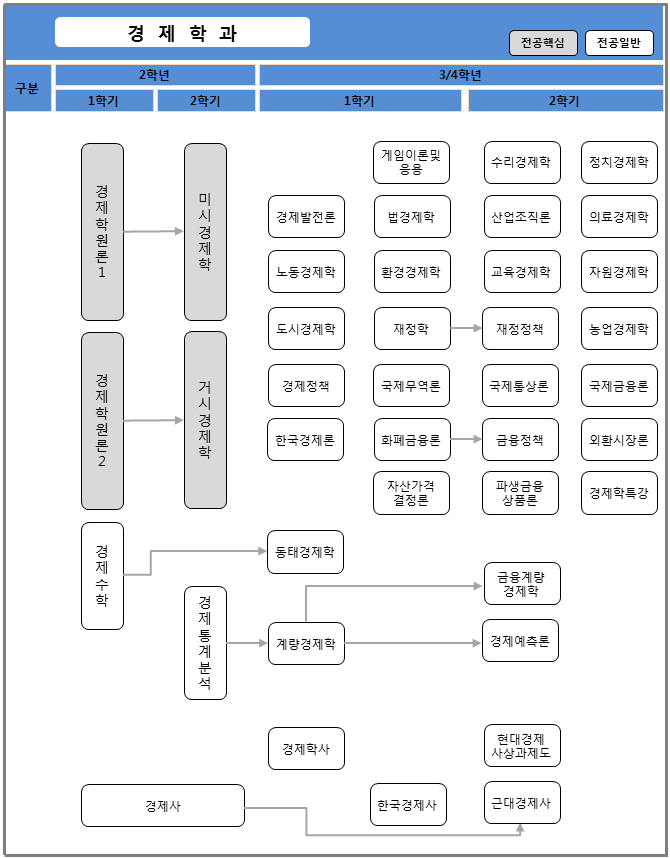 경 제 학 과
전공핵심
전공일반
구분
2학년
3/4학년
1학기
2학기
1학기
2학기
경제학원론1
미시경제학
게임이론및
응용
수리경제학
정치경제학
경제발전론
법경제학
산업조직론
의료경제학
노동경제학
환경경제학
교육경제학
자원경제학
도시경제학
재정학
재정정책
농업경제학
경제학원론2
거시경제학
경제정책
국제무역론
국제통상론
국제금융론
한국경제론
화폐금융론
금융정책
외환시장론
자산가격
결정론
파생금융
상품론
경제학특강
경제수학
동태경제학
경제통계분석
금융계량
경제학
계량경제학
경제예측론
경제학사
현대경제
사상과제도
경제사
한국경제사
근대경제사